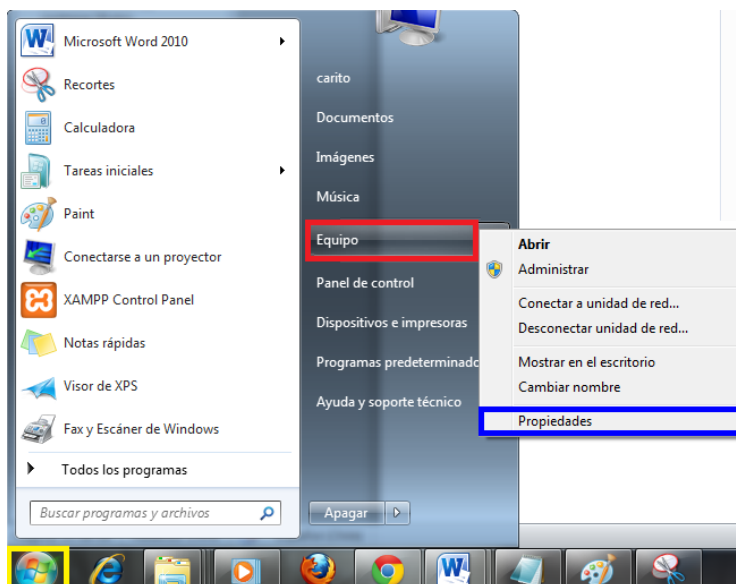 Microsoft Word 2010
Recortes
Calculadora
Tareas iniciales
Paint
Conectarse a un proyector
XAMPP Control Panel
Notas rápidas
Visor de XPS
Fax y Escáner de Windows
Todos los programas
Buscar programas y archivos
carito
Documentos
Imágenes
Música
Equipo
Panel de control
Dispositivos e impresoras
Programas predeterminadc
Ayuda y soporte técnico
Apagar
Abrir
Administrar
Conectar a unidad de red...
Desconectar unidad de red...
Mostrar en el escritorio
Cambiar nombre
Propiedades